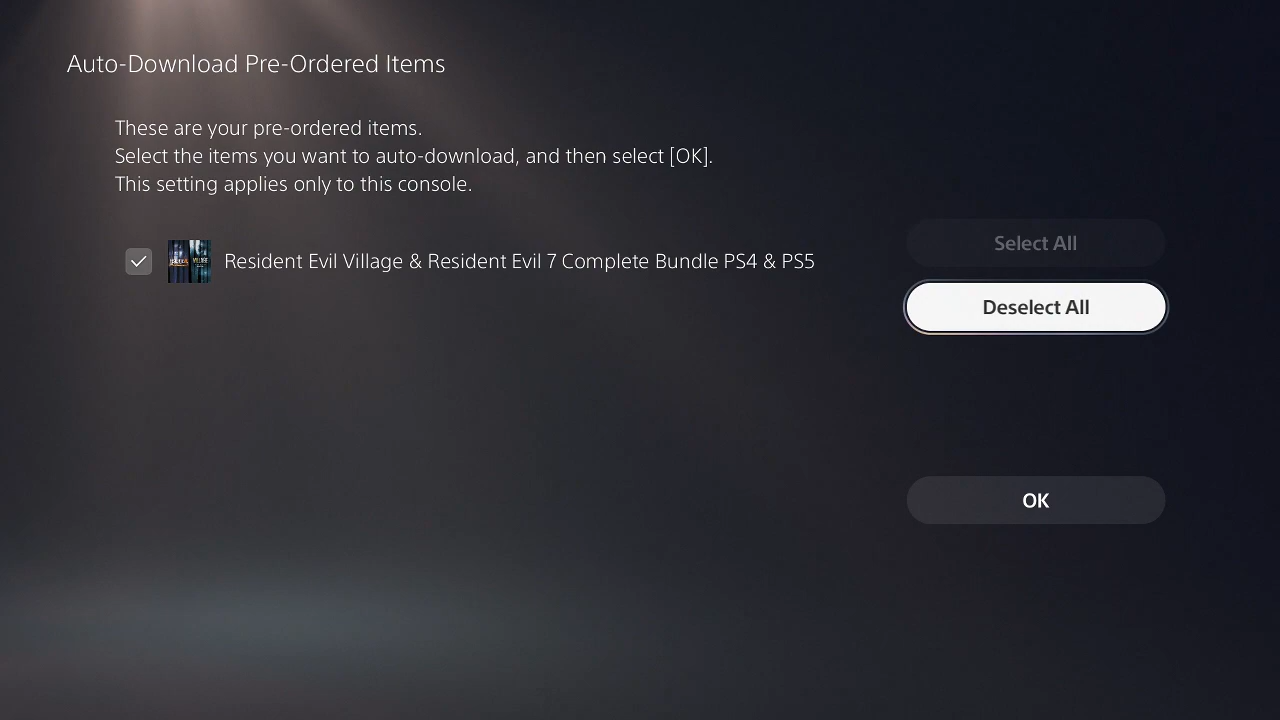 Auto-Download Pre-Ordered Items
These are your pre-ordered items.
Select the items you want to auto-download, and then select [OK].
This setting applies only to this console.
Resident Evil Village & Resident Evil 7 Complete Bundle PS4 & PS5
Select All
Deselect All
OK